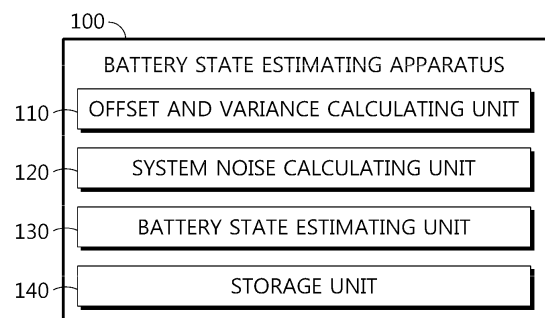 100
BATTERY STATE ESTIMATING APPARATUS
110 OFFSET AND VARIANCE CALCULATING UNIT
120 SYSTEM NOISE CALCULATING UNIT
130 BATTERY STATE ESTIMATING UNIT
140 STORAGE UNIT